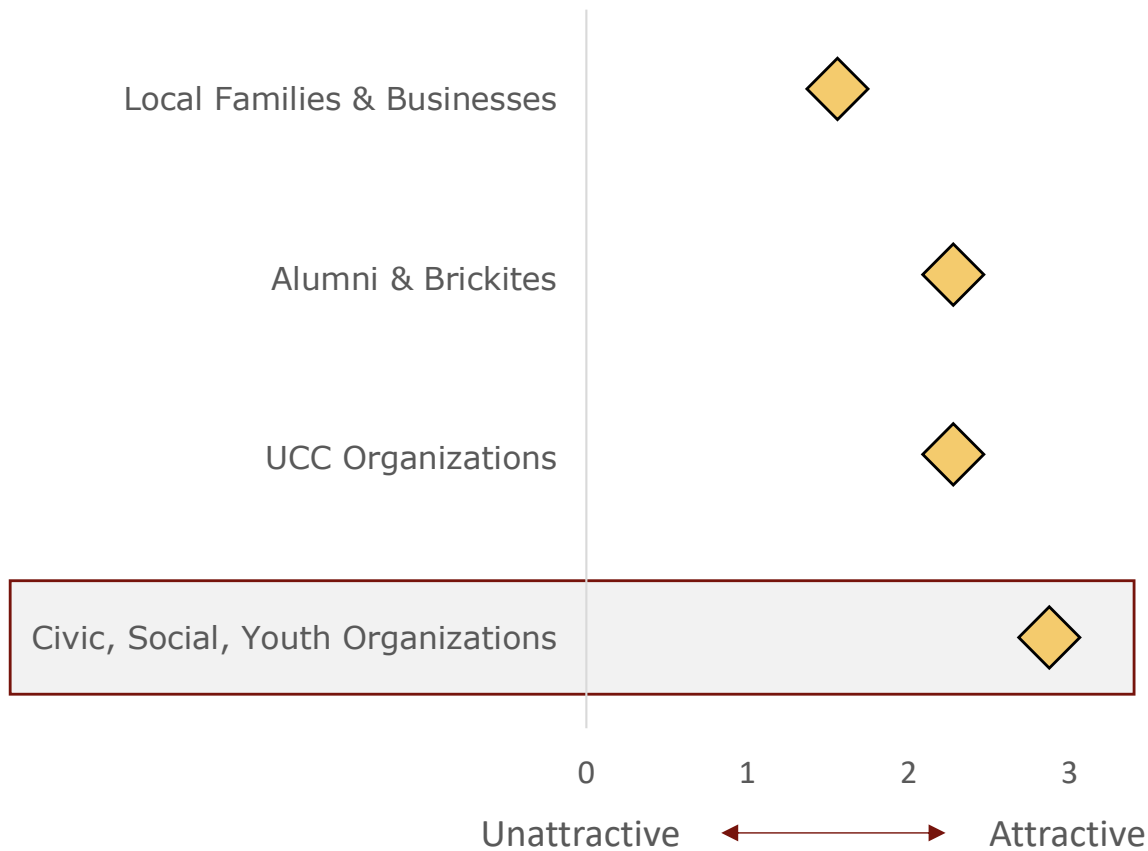 Local Families & Businesses
Alumni & Brickites
UCC Organizations
Civic, Social, Youth Organizations
0 1 2 3
Unattractive Attractive